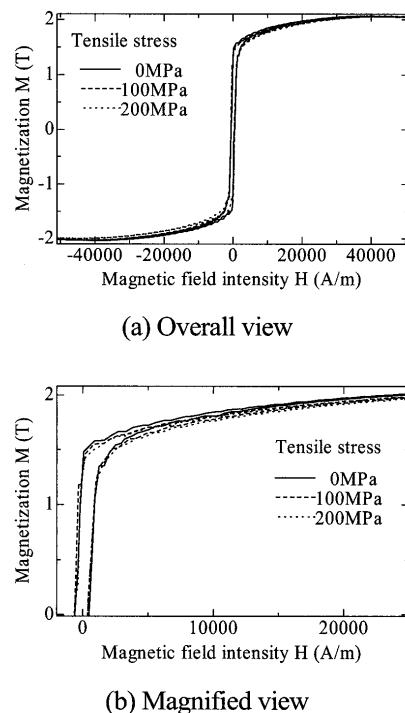 2
1
0
-1
-2
Magnetization M (T)
Tensile stress
0MPa
100MPa
200MPa
-40000 -20000 0 20000 40000
Magnetic field intensity H (A/m)
(a) Overall view
2
1
0
Magnetization M (T)
Tensile stress
0MPa
100MPa
200MPa
0 10000 20000
Magnetic field intensity H (A/m)
(b) Magnified view